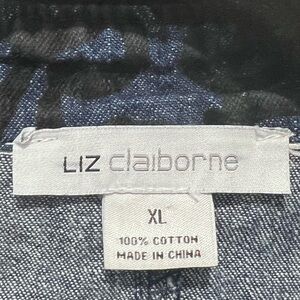 LIZ claiborne
XL
100% COTTON
MADE IN CHINA